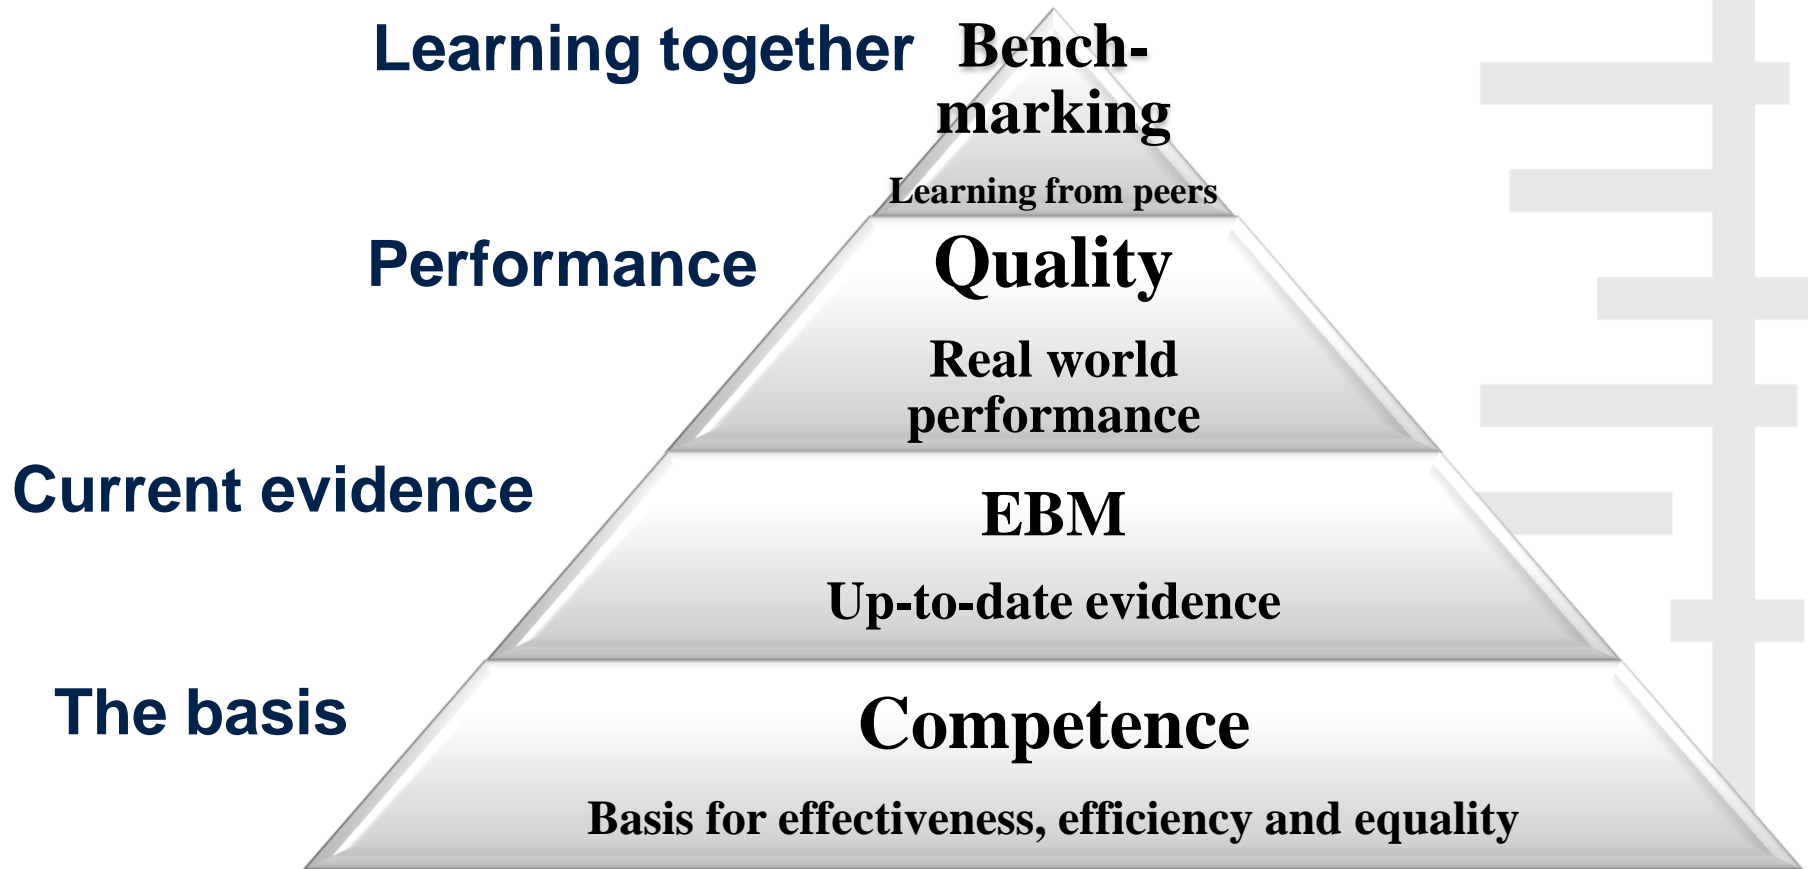 Learning together
Bench-
marking
Learning from peers
Performance
Quality
Real world
performance
Current evidence
EBM
Up-to-date evidence
The basis
Competence
Basis for effectiveness, efficiency and equality